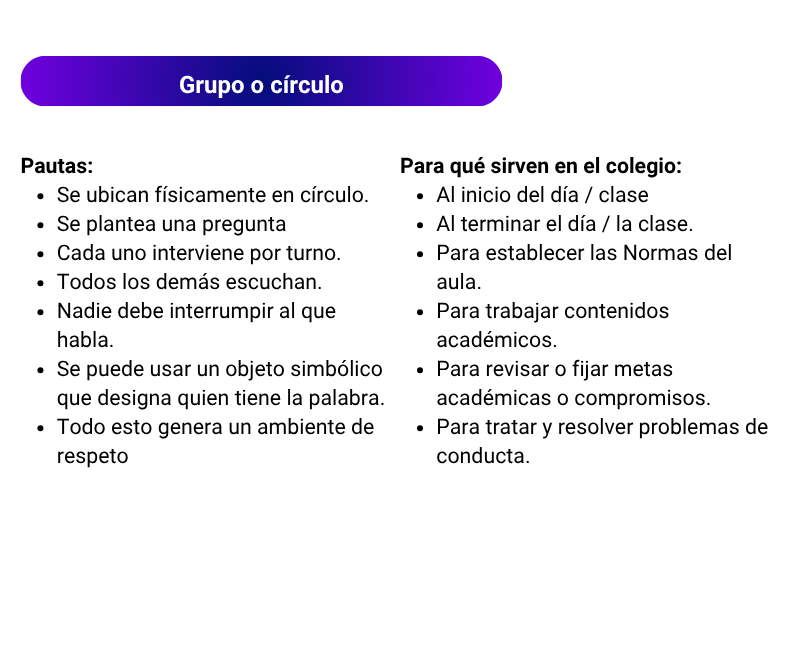 Grupo o círculo
Pautas:
• Se ubican físicamente en círculo.
• Se plantea una pregunta
• Cada uno interviene por turno.
• Todos los demás escuchan.
• Nadie debe interrumpir al que
habla.
• Se puede usar un objeto simbólico
que designa quien tiene la palabra.
• Todo esto genera un ambiente de
respeto
Para qué sirven en el colegio:
• Al inicio del día / clase
• Al terminar el día / la clase.
• Para establecer las Normas del
aula.
• Para trabajar contenidos
académicos.
• Para revisar o fijar metas
académicas o compromisos.
• Para tratar y resolver problemas de
conducta.